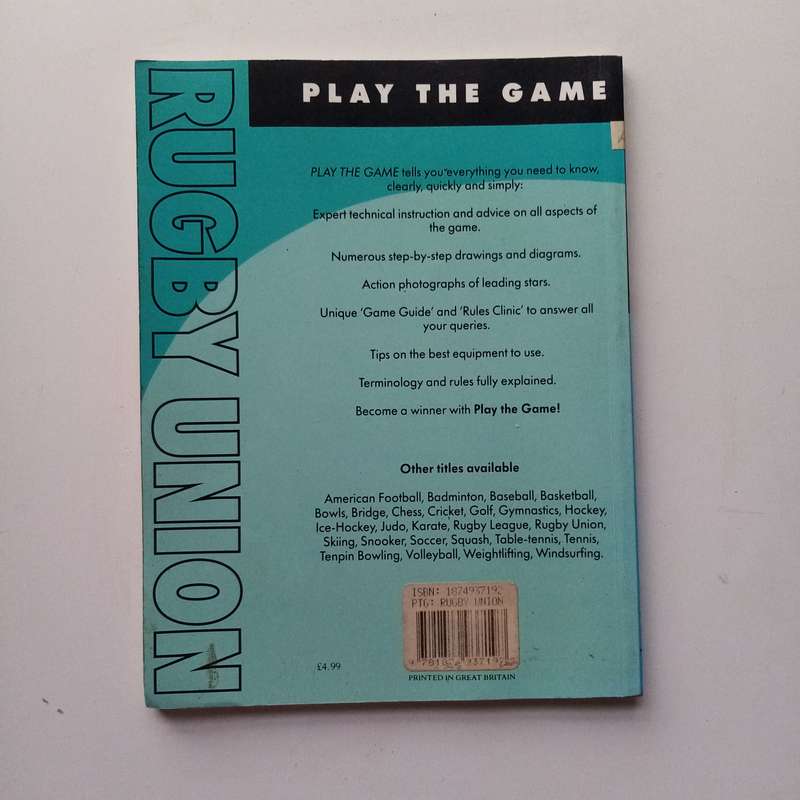 RUGBY UNION
PLAY THE GAME
PLAY THE GAME tells you everything you need to know,
clearly, quickly and simply:
Expert technical instruction and advice on all aspects of
the game.
Numerous step-by-step drawings and diagrams.
Action photographs of leading stars.
Unique ‘Game Guide’ and ‘Rules Clinic’ to answer all
your queries.
Tips on the best equipment to use.
Terminology and rules fully explained.
Become a winner with Play the Game!
Other titles available
American Football, Badminton, Baseball, Basketball,
Bowls, Bridge, Chess, Cricket, Golf, Gymnastics, Hockey,
Ice-Hockey, Judo, Karate, Rugby League, Rugby Union,
Skiing, Snooker, Soccer, Squash, Table-tennis, Tennis,
Tenpin Bowling, Volleyball, Weightlifting, Windsurfing.
ISBN: 1874937192
PTG: RUGBY UNION
£4.99
PRINTED IN GREAT BRITAIN